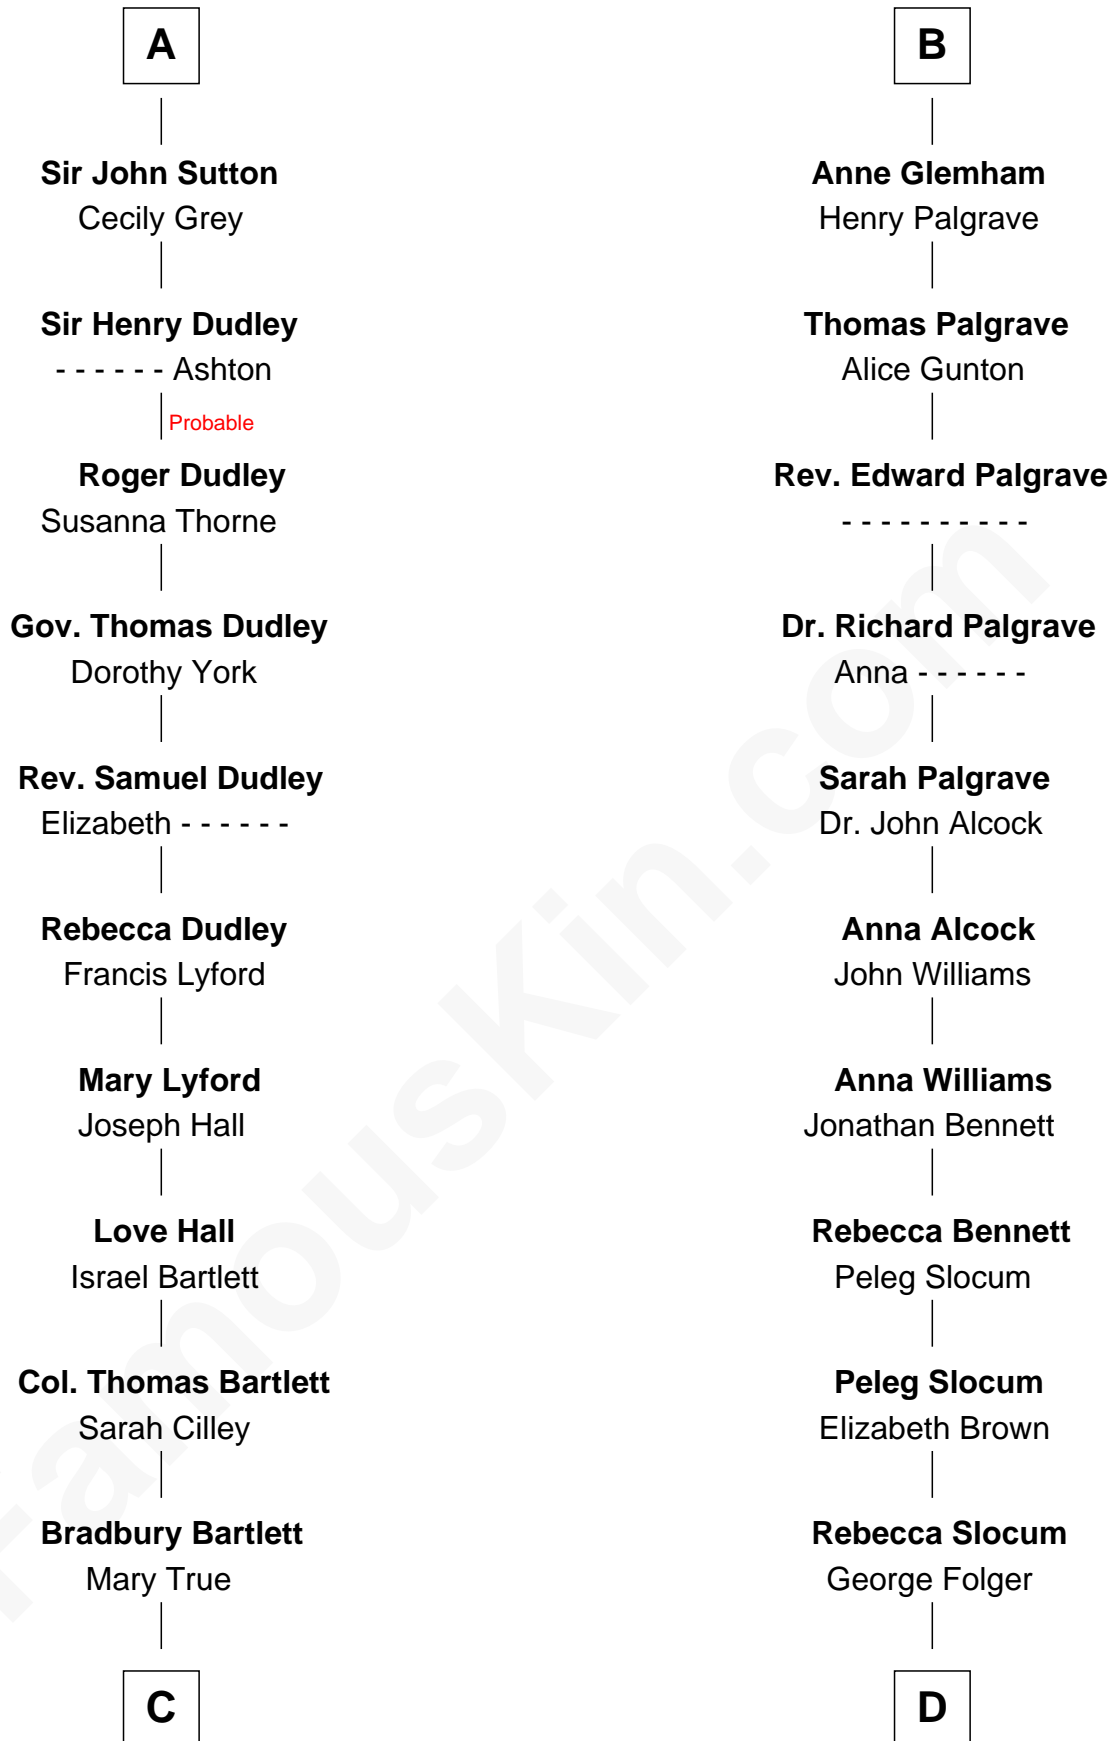 A
Sir John Sutton
Cecily Grey
Sir Henry Dudley
- - - - - - Ashton
Probable
Roger Dudley
Susanna Thorne
Gov. Thomas Dudley
Dorothy York
Rev. Samuel Dudley
Elizabeth - - - - - -
Rebecca Dudley
Francis Lyford
Mary Lyford
Joseph Hall
Love Hall
Israel Bartlett
Col. Thomas Bartlett
Sarah Cilley
Bradbury Bartlett
Mary True
C
B
Anne Glemham
Henry Palgrave
Thomas Palgrave
Alice Gunton
Rev. Edward Palgrave
- - - - - - - - - -
Dr. Richard Palgrave
Anna - - - - - -
Sarah Palgrave
Dr. John Alcock
Anna Alcock
John Williams
Anna Williams
Jonathan Bennett
Rebecca Bennett
Peleg Slocum
Peleg Slocum
Elizabeth Brown
Rebecca Slocum
George Folger
D
FamousKin.com